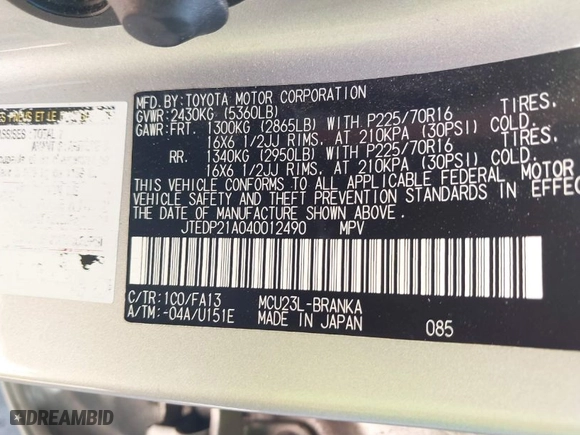 MFD.BY:TOYOTA MOTOR CORPORATION
GVWR:2430KG (5360LB)
GAWR:FRT. 1300KG (2865LB) WITH P225/70R16 TIRES.
16X6 1/2JJ RIMS. AT 210KPA (30PSI) COLD.
RR. 1340KG (2950LB) WITH P225/70R16 TIRES.
16X6 1/2JJ RIMS. AT 210KPA (30PSI) COLD.
THIS VEHICLE CONFORMS TO ALL APPLICABLE FEDERAL MOTOR
VEHICLE SAFETY AND THEFT PREVENTION STANDARDS IN EFFEC
DATE OF MANUFACTURE SHOWN ABOVE.
JTEDP21A040012490 MPV
C/TR:1C0/FA13 MCU23L-BRANKA
A/TM:-04A/U151E MADE IN JAPAN 085
ET LE
TOTAL
DREAMBID